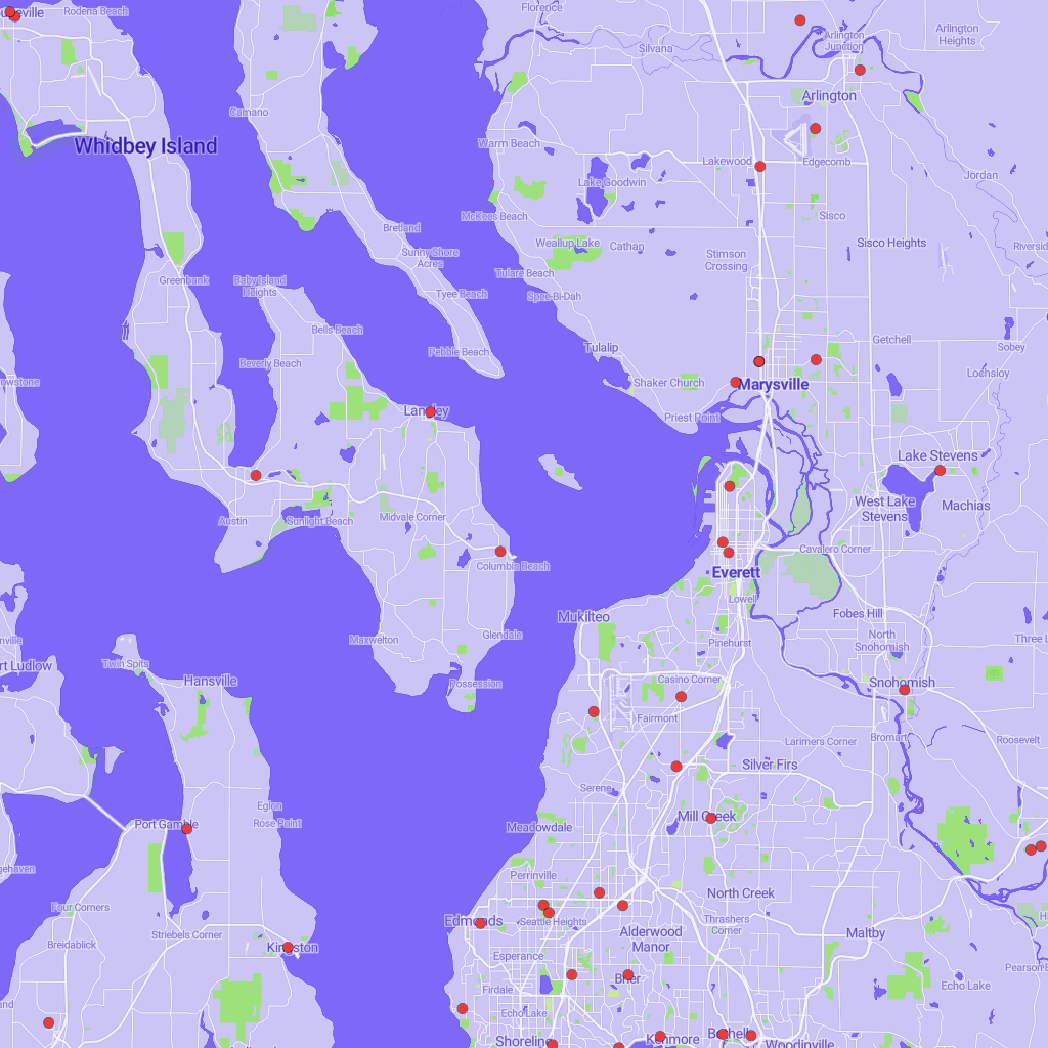 Rodena Beach
Florence
Silvana
Arlington
Junction
Arlington
Heights
Camano
Arlington
Whidbey Island
Warm Beach
Lakewood
Edgecomb
Lake Goodwin
Jordan
McKees Beach
Sisco
Bretland
Weallup Lake
Cathap
Sisco Heights
Sunny Shore
Acres
Stimson
Crossing
Tulare Beach
Greenbank
Baby Island
Heights
Tyee Beach
Spee-Bi-Dah
Bells Beach
Tulalip
Getchell
Sobey
Pebble Beach
Beverly Beach
Lochsloy
Shaker Church
Marysville
Langley
Priest Point
Lake Stevens
West Lake
Stevens
Machias
Austin
Sunlight Beach
Midvale Corner
Cavalero Corner
Columbia Beach
Everett
Lowell
Mukilteo
Fobes Hill
Maxwelton
Glendale
Pinehurst
North
Snohomish
Twin Spits
Hansville
Possession
Casino Corner
Snohomish
Fairmont
Bromart
Larimers Corner
Roosevelt
Silver Firs
Serene
Egion
Rose Point
Port Gamble
Meadowdale
Mill Creek
Perrinville
North Creek
Four Corners
Edmonds
Seattle Heights
Thrashers
Corner
Striebels Corner
Alderwood
Manor
Maltby
Breidablick
Kingston
Esperance
Brier
Firdale
Echo Lake
Echo Lake
Shoreline
Kenmore
Bothell
Woodinville